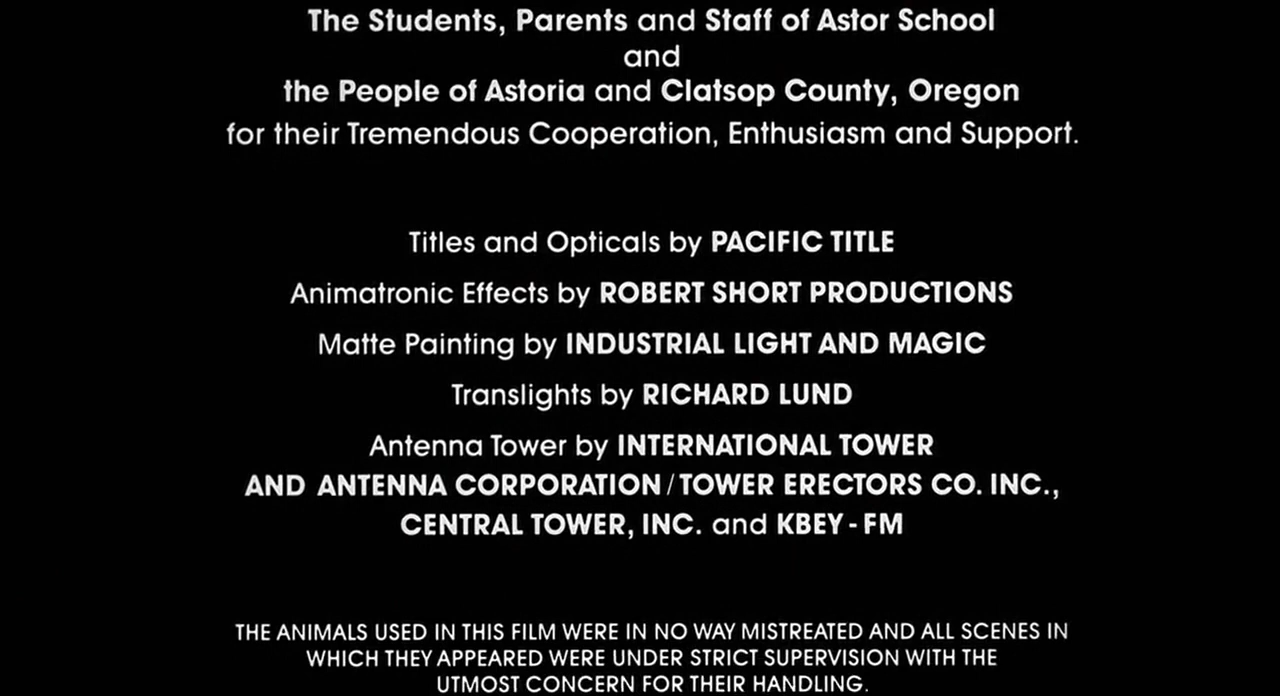 The Students, Parents and Staff of Astor School
and
the People of Astoria and Clatsop County, Oregon
for their Tremendous Cooperation, Enthusiasm and Support.
Titles and Opticals by PACIFIC TITLE
Animatronic Effects by ROBERT SHORT PRODUCTIONS
Matte Painting by INDUSTRIAL LIGHT AND MAGIC
Translights by RICHARD LUND
Antenna Tower by INTERNATIONAL TOWER
AND ANTENNA CORPORATION / TOWER ERECTORS CO. INC.,
CENTRAL TOWER, INC. and KBEY - FM
THE ANIMALS USED IN THIS FILM WERE IN NO WAY MISTREATED AND ALL SCENES IN
WHICH THEY APPEARED WERE UNDER STRICT SUPERVISION WITH THE
UTMOST CONCERN FOR THEIR HANDLING.